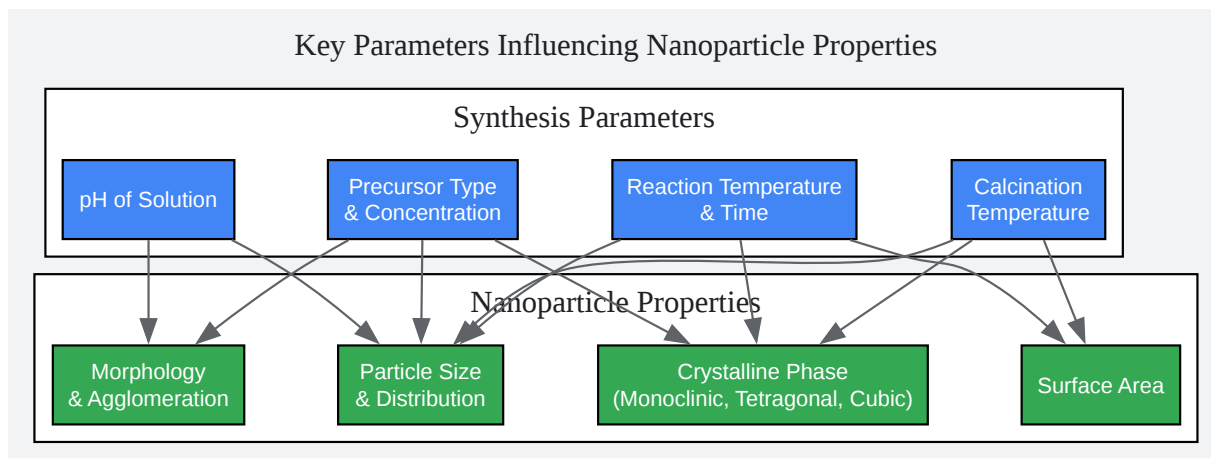 Key Parameters Influencing Nanoparticle Properties
Synthesis Parameters
pH of Solution
Precursor Type
& Concentration
Reaction Temperature
& Time
Calcination
Temperature
Nanoparticle Properties
Morphology
& Agglomeration
Particle Size
& Distribution
Crystalline Phase
(Monoclinic, Tetragonal, Cubic)
Surface Area